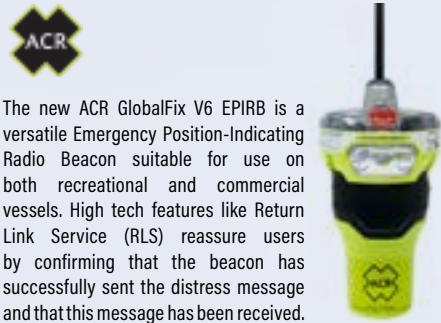 ACR
The new ACR GlobalFix V6 EPIRB is a
versatile Emergency Position-Indicating
Radio Beacon suitable for use on
both recreational and commercial
vessels. High tech features like Return
Link Service (RLS) reassure users
by confirming that the beacon has
successfully sent the distress message
and that this message has been received.